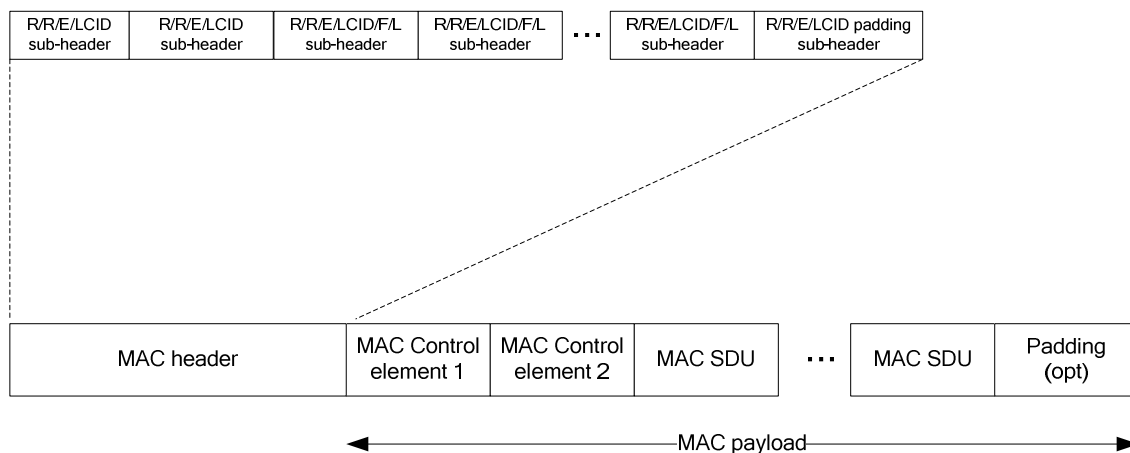 R/R/E/LCID
sub-header
R/R/E/LCID
sub-header
R/R/E/LCID/F/L
sub-header
R/R/E/LCID/F/L
sub-header
...
R/R/E/LCID/F/L
sub-header
R/R/E/LCID padding
sub-header
MAC header
MAC Control
element 1
MAC Control
element 2
MAC SDU
...
MAC SDU
Padding
(opt)
MAC payload